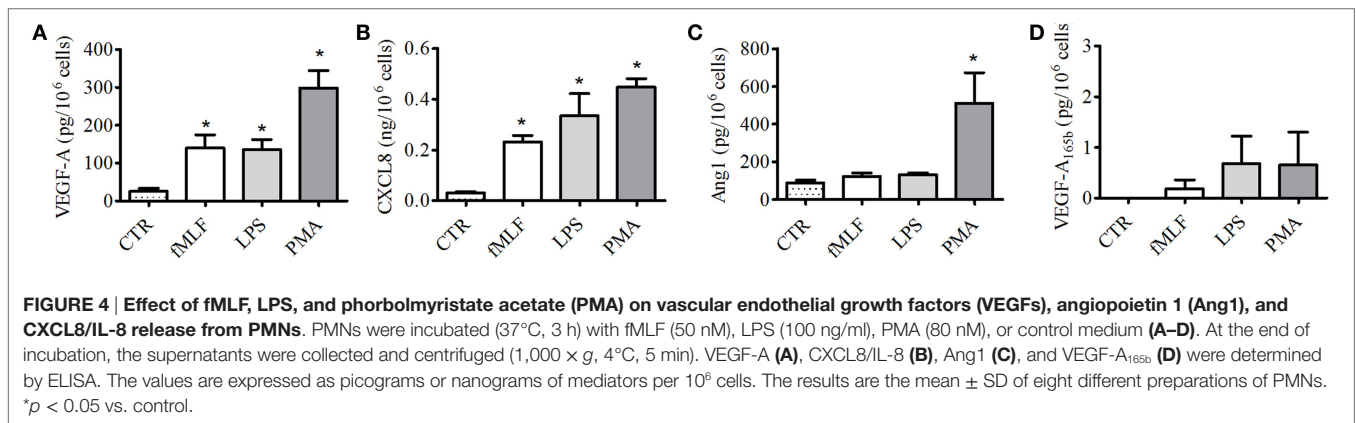 A
VEGF-A (pg/10⁶ cells)
400
300
200
100
0
CTR
fMLF
LPS
PMA
*
*
*
B
CXCL8 (ng/10⁶ cells)
0.6
0.4
0.2
0.0
CTR
fMLF
LPS
PMA
*
*
*
C
Ang1 (pg/10⁶ cells)
800
600
400
200
0
CTR
fMLF
LPS
PMA
*
D
VEGF-A₁₆₅b (pg/10⁶ cells)
3
2
1
0
CTR
fMLF
LPS
PMA
FIGURE 4 | Effect of fMLF, LPS, and phorbolmyristate acetate (PMA) on vascular endothelial growth factors (VEGFs), angiopoietin 1 (Ang1), and
CXCL8/IL-8 release from PMNs. PMNs were incubated (37°C, 3 h) with fMLF (50 nM), LPS (100 ng/ml), PMA (80 nM), or control medium (A–D). At the end of
incubation, the supernatants were collected and centrifuged (1,000 × g, 4°C, 5 min). VEGF-A (A), CXCL8/IL-8 (B), Ang1 (C), and VEGF-A₁₆₅b (D) were determined
by ELISA. The values are expressed as picograms or nanograms of mediators per 10⁶ cells. The results are the mean ± SD of eight different preparations of PMNs.
*p < 0.05 vs. control.